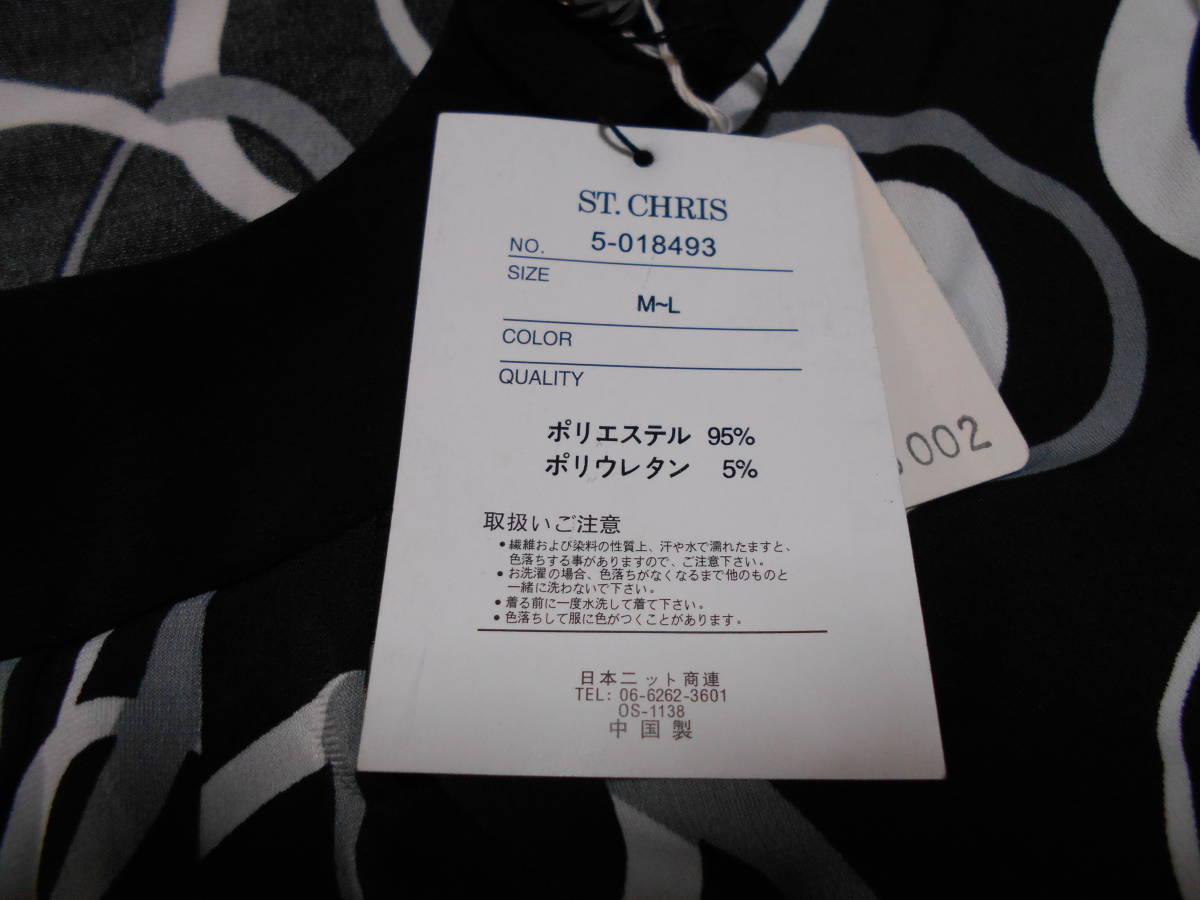 ST. CHRIS
NO. 5-018493
SIZE
M~L
COLOR
QUALITY
ポリエステル 95%
ポリウレタン 5%
取扱いご注意
●繊維および染料の性質上、汗や水で濡れたますと、
色落ちする事がありますので、ご注意下さい。
●お洗濯の場合、色落ちがなくなるまで他のものと
一緒に洗わないで下さい。
●着る前に一度水洗して着て下さい。
●色落ちして服に色がつくことがあります。
日本ニット商連
TEL: 06-6262-3601
OS-1138
中国製
002